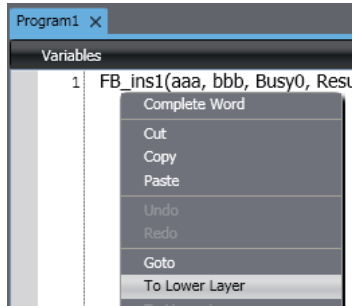 Program1 ×
Variables
1 FB_ins1(aaa, bbb, Busy0, Resu
Complete Word
Cut
Copy
Paste
Undo
Redo
Goto
To Lower Layer